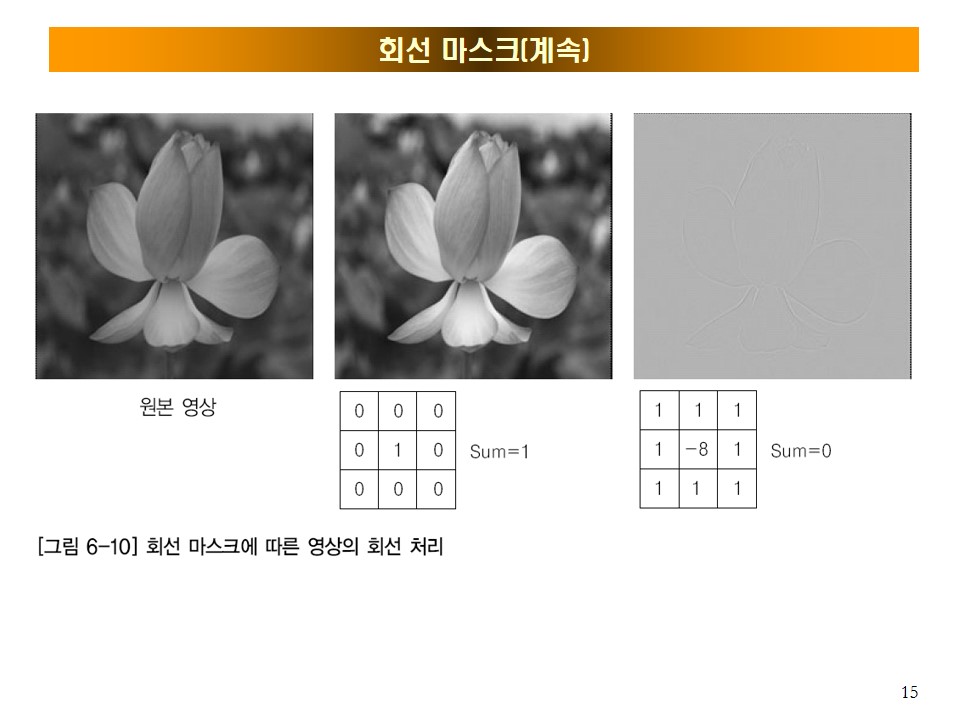 회선 마스크(계속)
원본 영상
0 0 0
0 1 0
0 0 0
Sum=1
1 1 1
1 -8 1
1 1 1
Sum=0
[그림 6-10] 회선 마스크에 따른 영상의 회선 처리
15